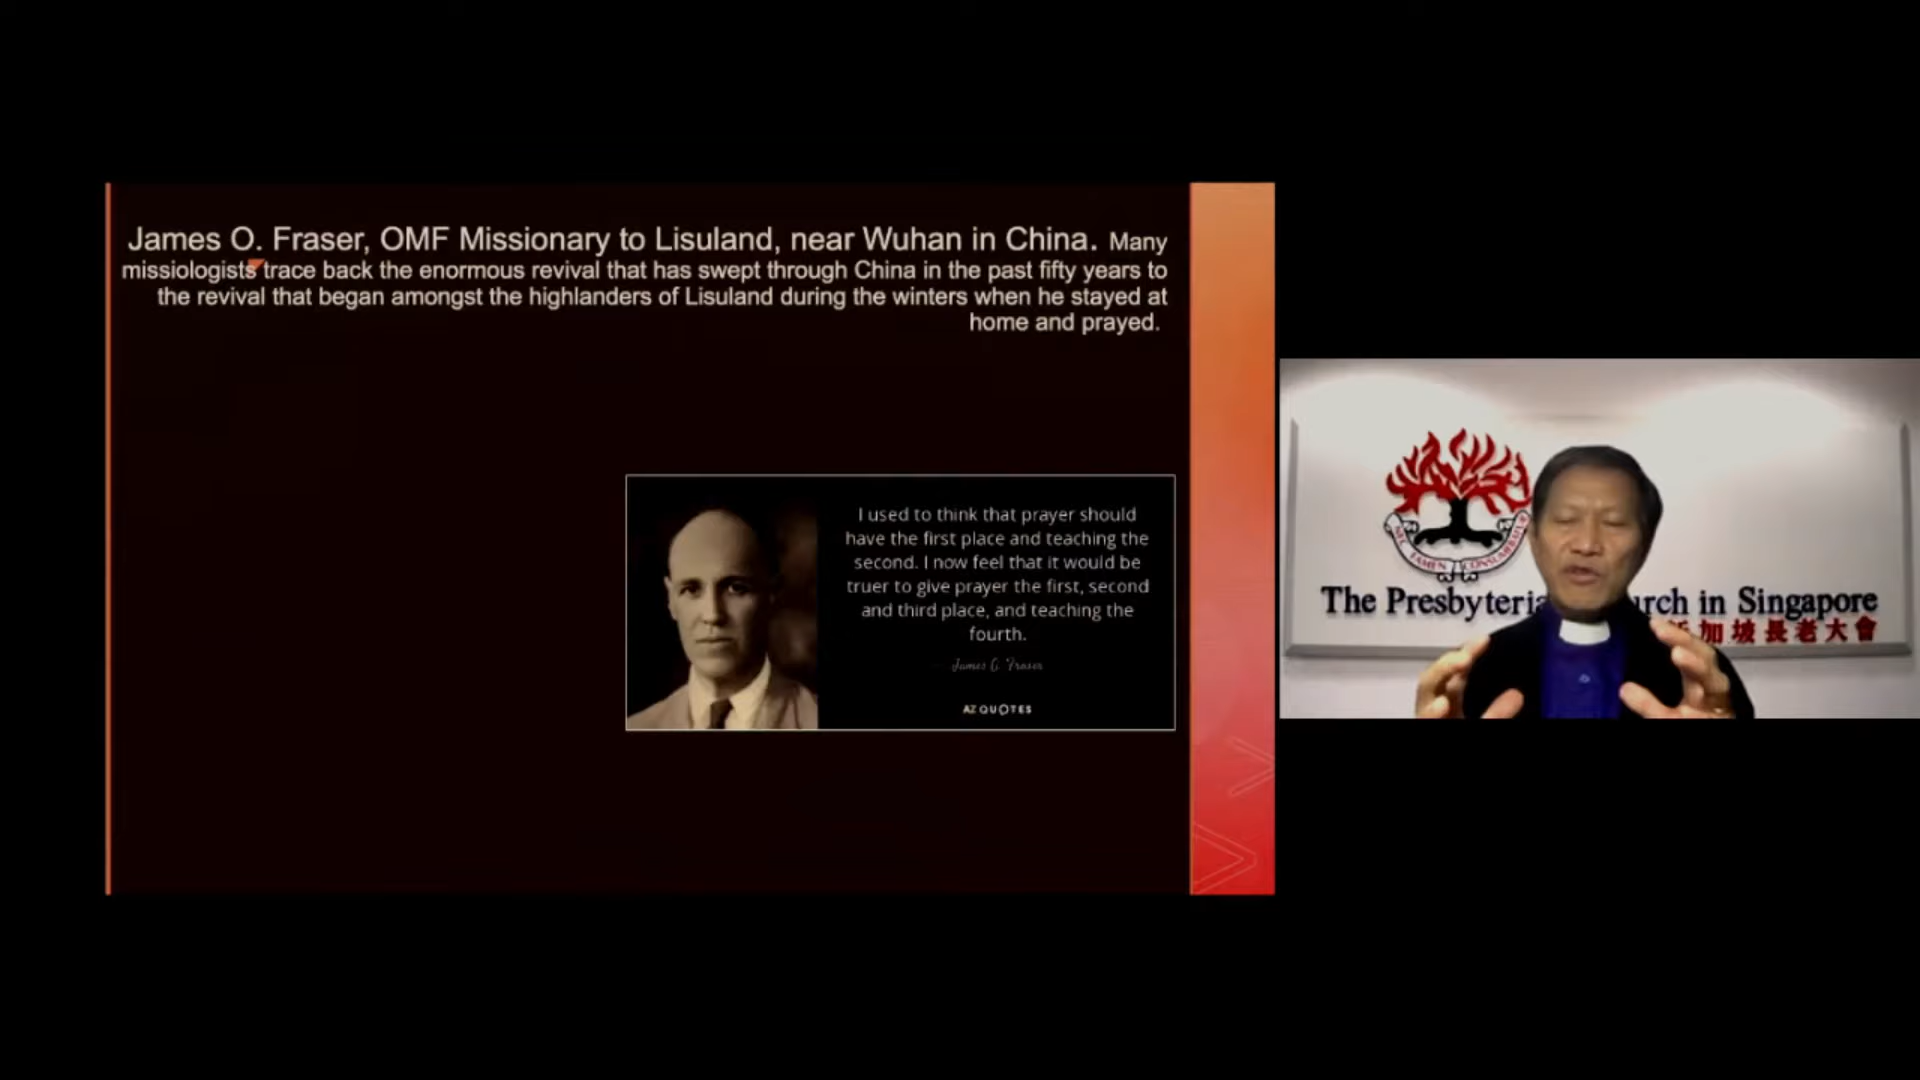 James O. Fraser, OMF Missionary to Lisuland, near Wuhan in China. Many
missiologists trace back the enormous revival that has swept through China in the past fifty years to
the revival that began amongst the highlanders of Lisuland during the winters when he stayed at
home and prayed.
I used to think that prayer should
have the first place and teaching the
second. I now feel that it would be
truer to give prayer the first, second
and third place, and teaching the
fourth.
James O. Fraser
AZ QUOTES
NEC TAMEN
The Presbyteria rch in Singapore
加坡長老大會